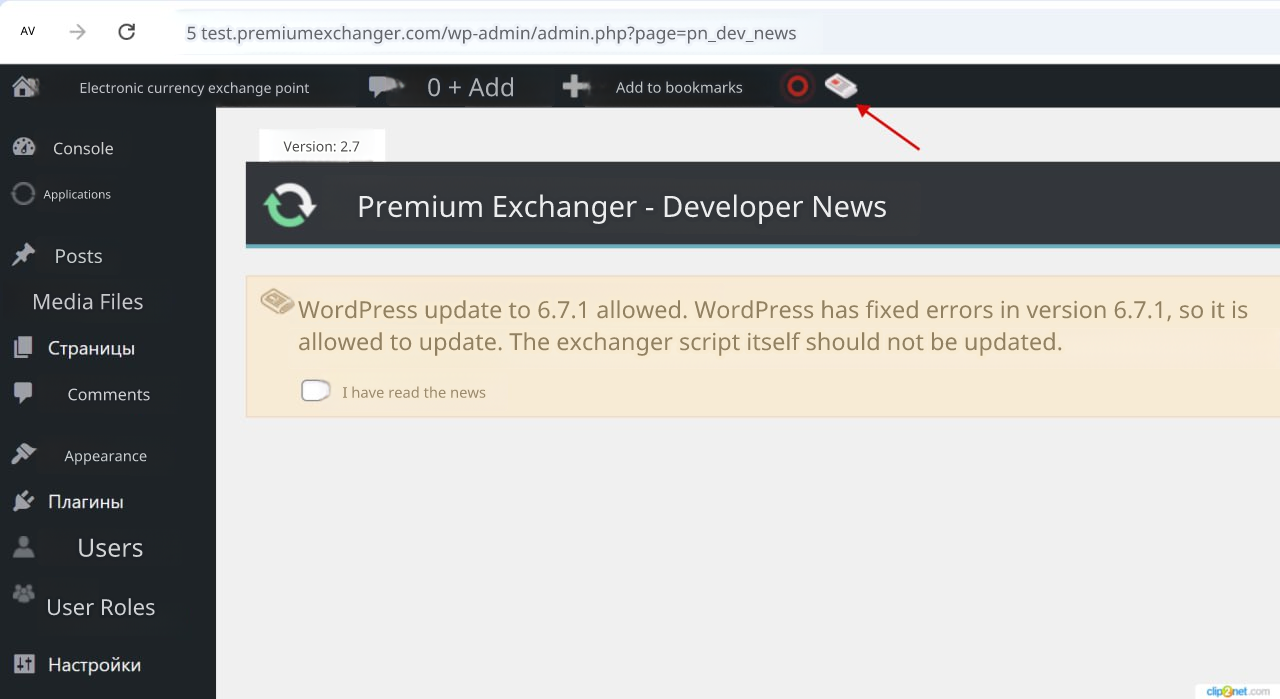 AV
5 test.premiumexchanger.com/wp-admin/admin.php?page=pn_dev_news
Electronic currency exchange point
0 + Add
Add to bookmarks
Console
Applications
Posts
Media Files
Страницы
Comments
Appearance
Плагины
Users
User Roles
Настройки
Version: 2.7
Premium Exchanger - Developer News
WordPress update to 6.7.1 allowed. WordPress has fixed errors in version 6.7.1, so it is
allowed to update. The exchanger script itself should not be updated.
I have read the news
clip2net.com